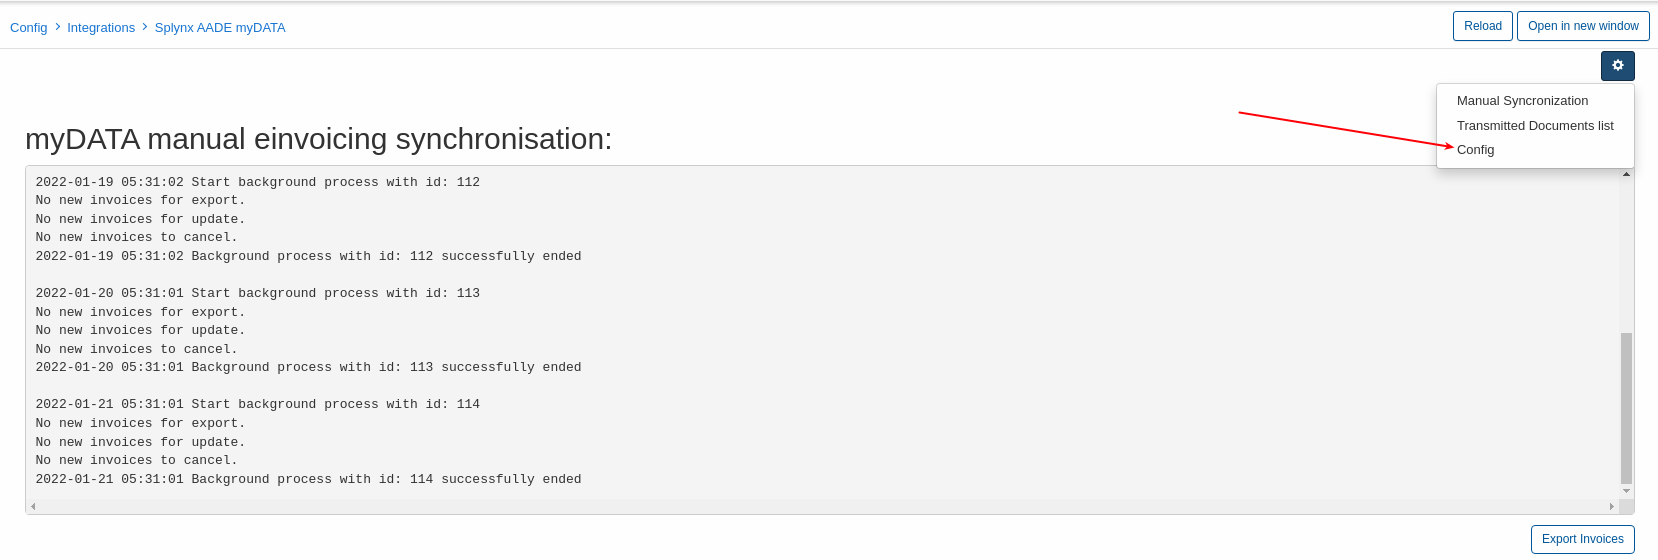 Config > Integrations > Splynx AADE myDATA
Reload
Open in new window
Manual Syncronization
Transmitted Documents list
Config
myDATA manual einvoicing synchronisation:
2022-01-19 05:31:02 Start background process with id: 112
No new invoices for export.
No new invoices for update.
No new invoices to cancel.
2022-01-19 05:31:02 Background process with id: 112 successfully ended
2022-01-20 05:31:01 Start background process with id: 113
No new invoices for export.
No new invoices for update.
No new invoices to cancel.
2022-01-20 05:31:01 Background process with id: 113 successfully ended
2022-01-21 05:31:01 Start background process with id: 114
No new invoices for export.
No new invoices for update.
No new invoices to cancel.
2022-01-21 05:31:01 Background process with id: 114 successfully ended
Export Invoices